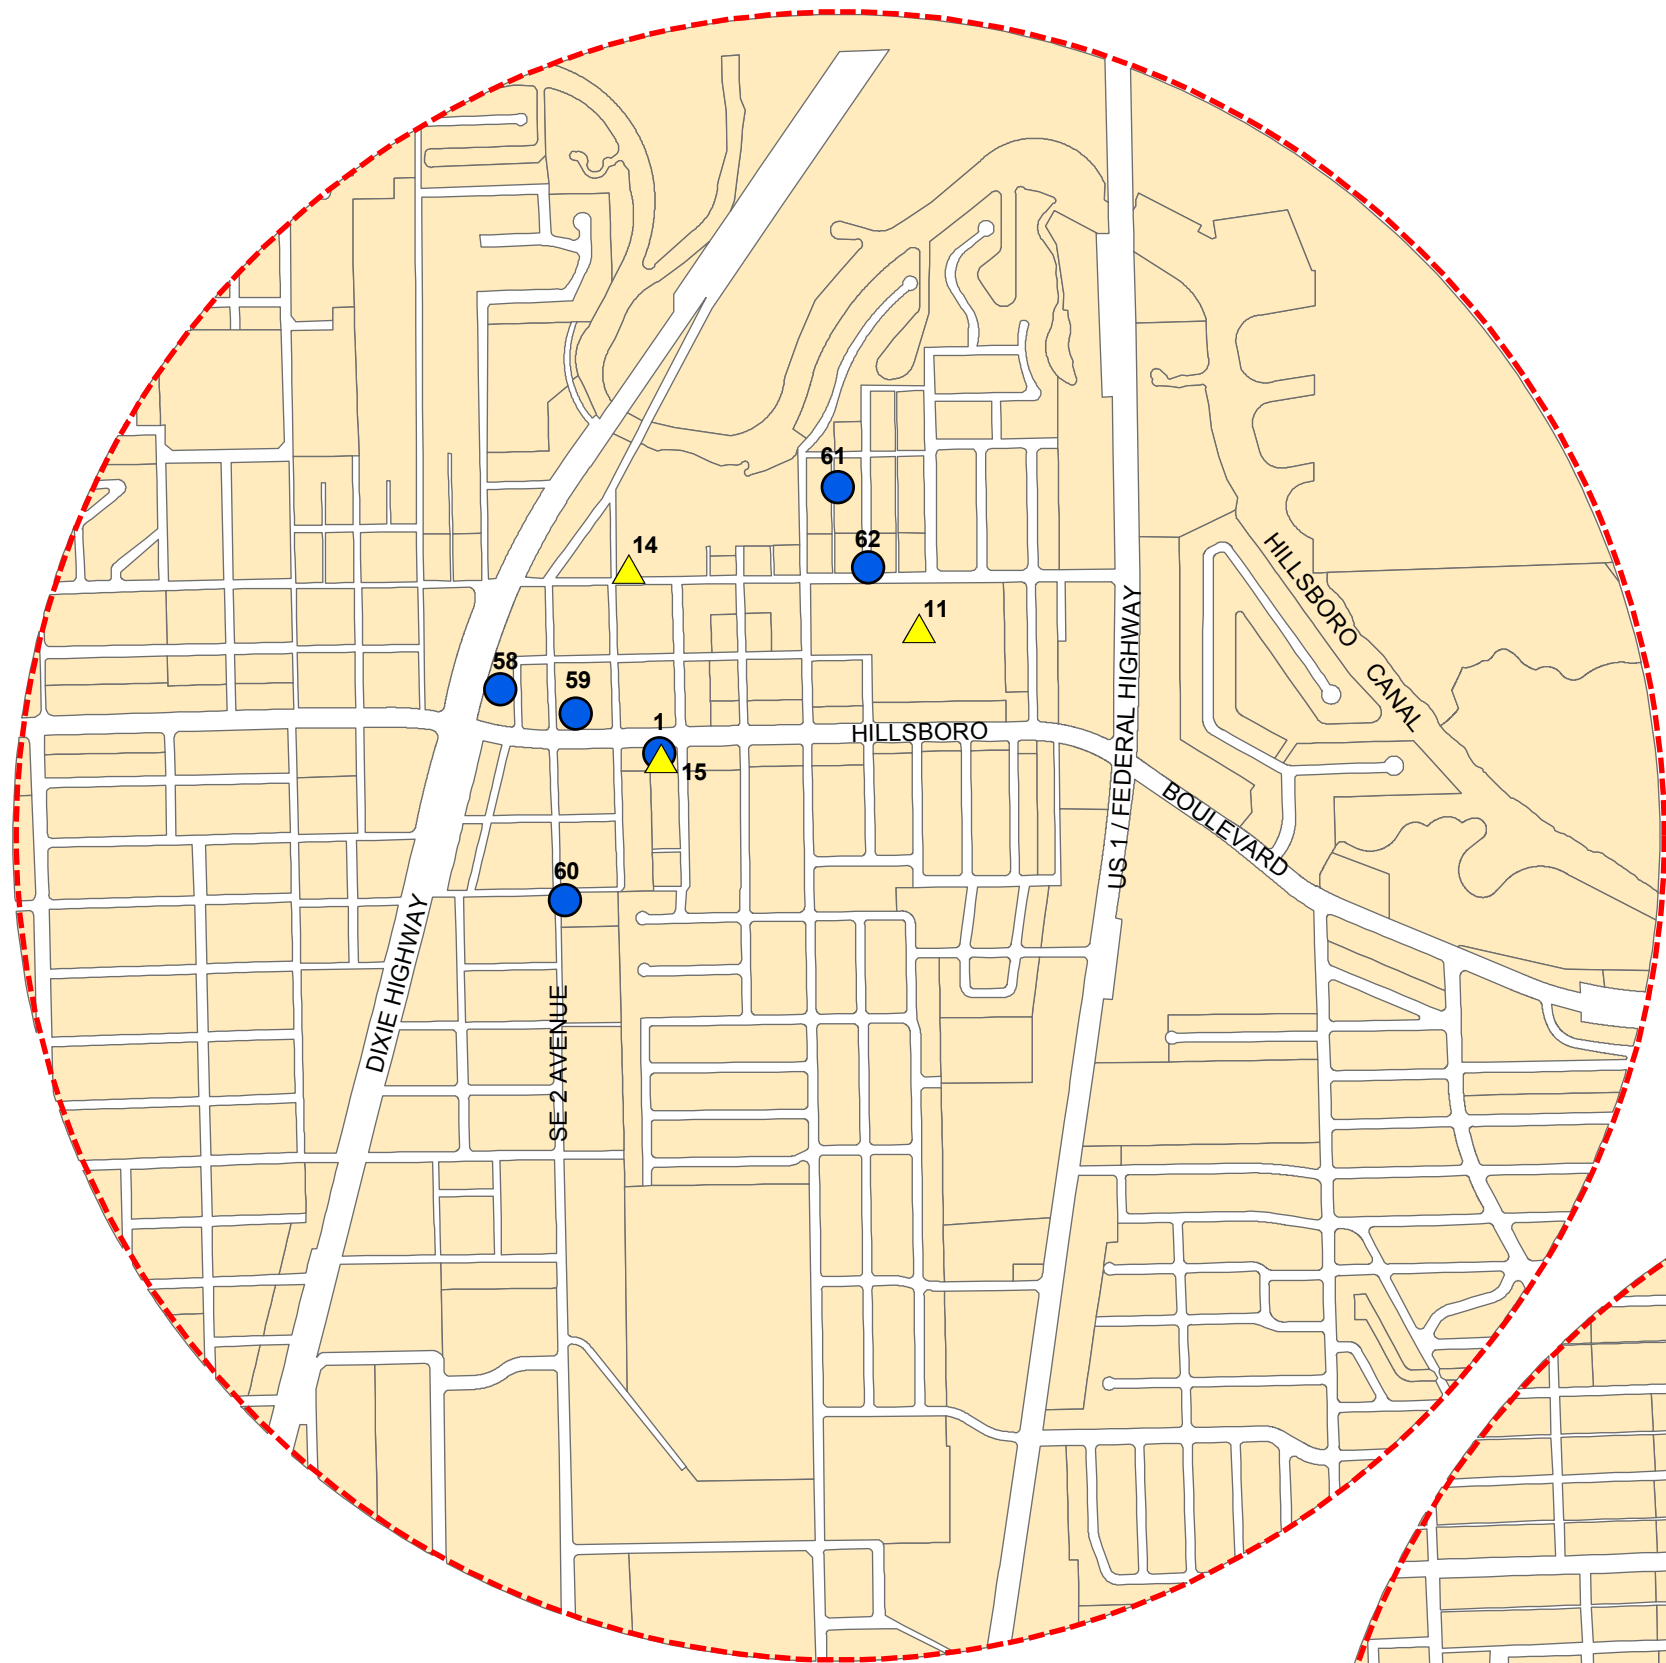 61
62
14
11
58
59
1
15
60
HILLSBORO CANAL
HILLSBORO
BOULEVARD
US 1 / FEDERAL HIGHWAY
DIXIE HIGHWAY
SE 2 AVENUE